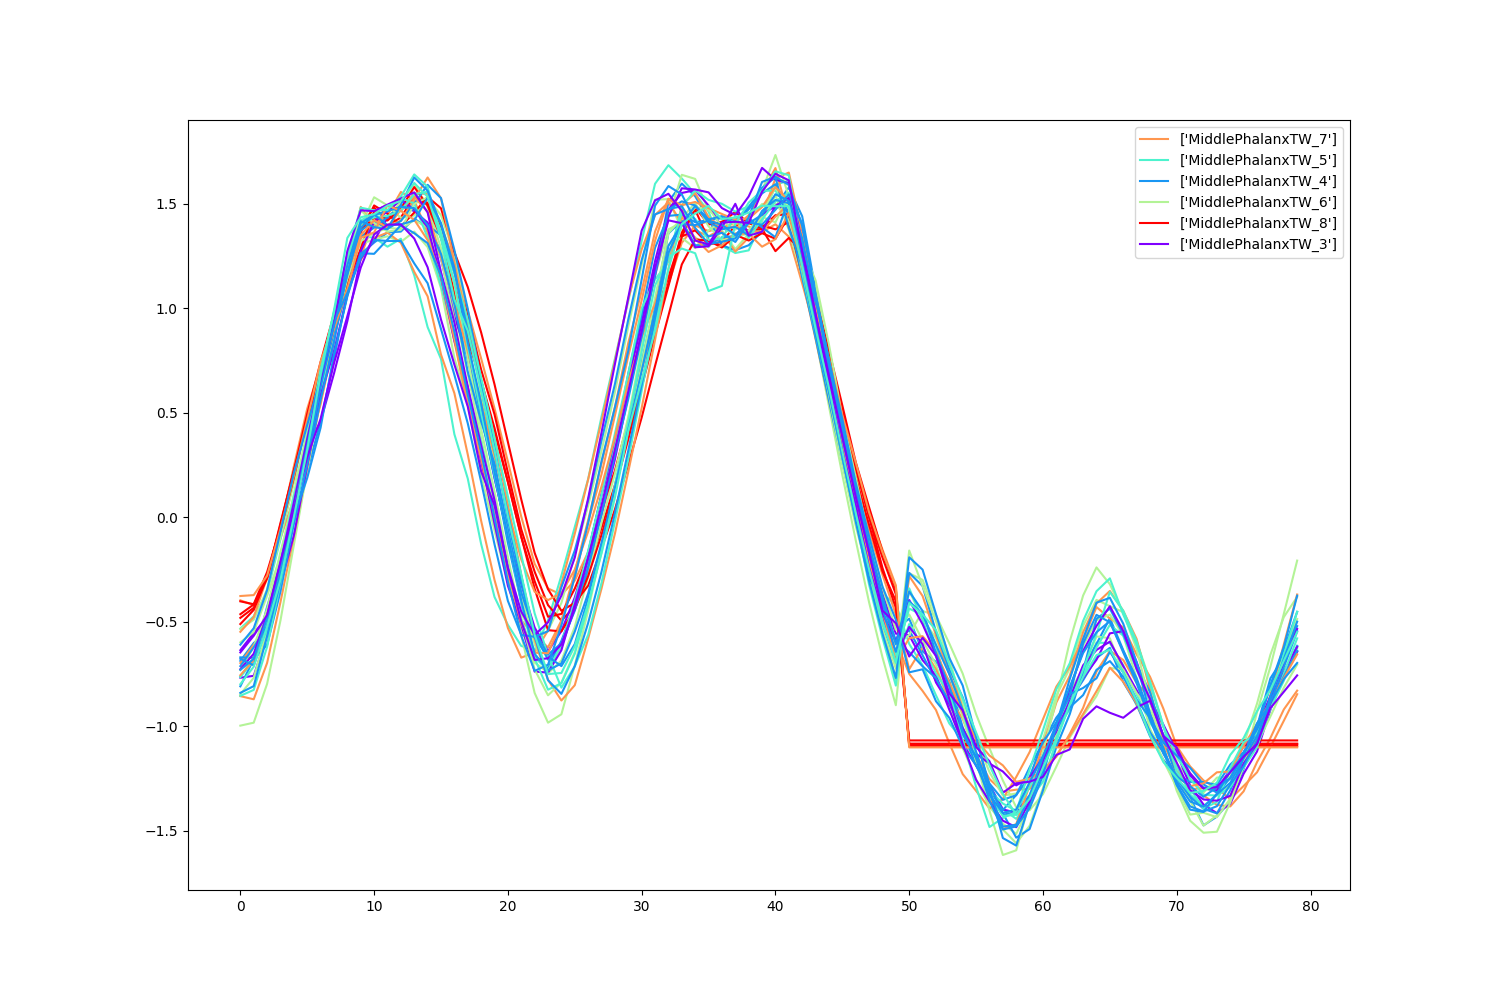 1.5
1.0
0.5
0.0
−0.5
−1.0
−1.5
0 10 20 30 40 50 60 70 80
['MiddlePhalanxTW_7']
['MiddlePhalanxTW_5']
['MiddlePhalanxTW_4']
['MiddlePhalanxTW_6']
['MiddlePhalanxTW_8']
['MiddlePhalanxTW_3']